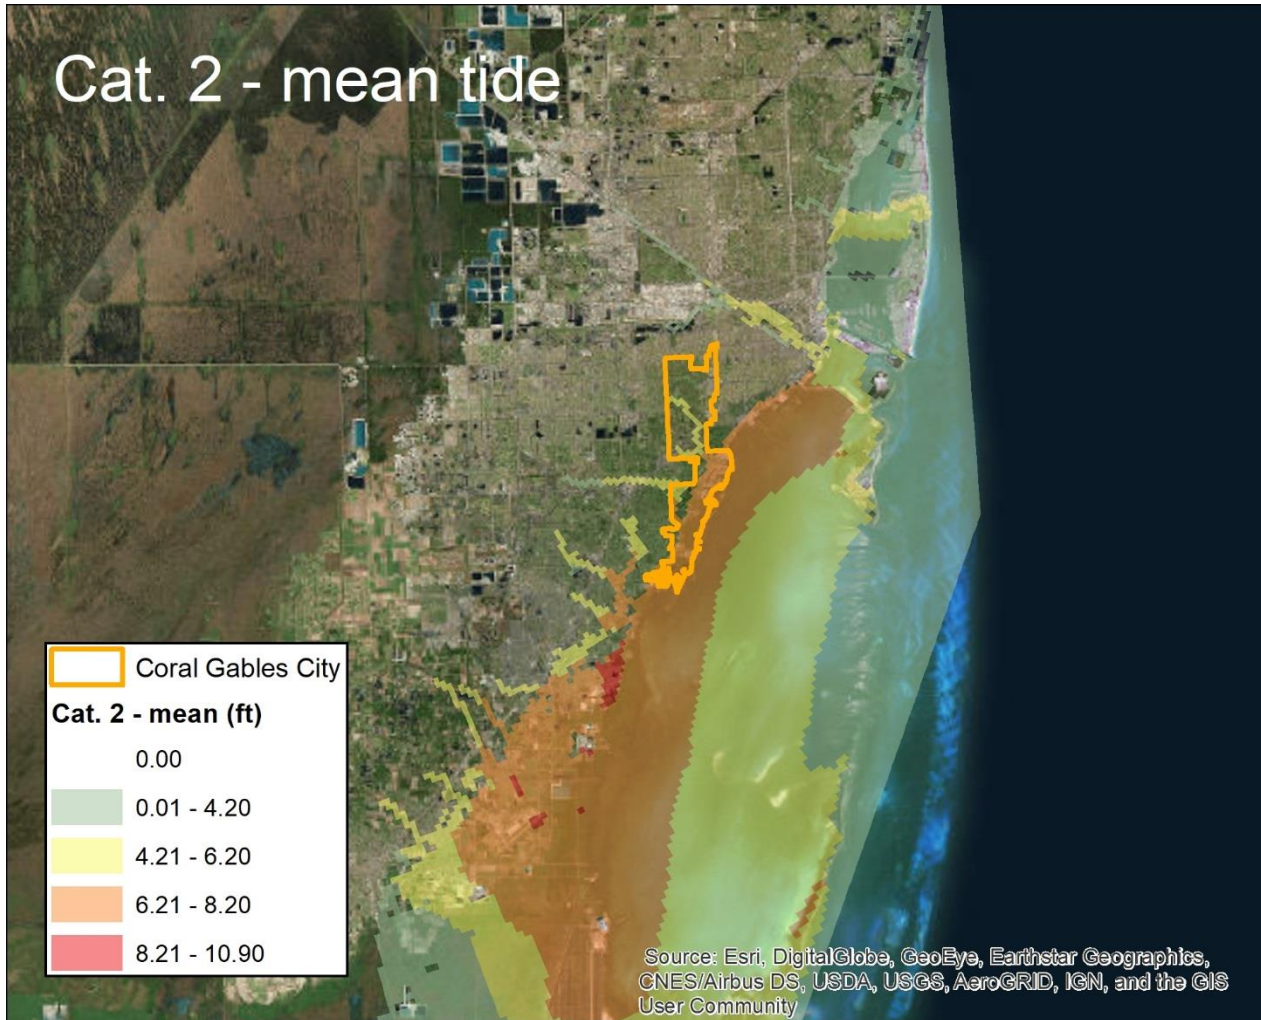 Cat. 2 - mean tide
Coral Gables City
Cat. 2 - mean (ft)
0.00
0.01 - 4.20
4.21 - 6.20
6.21 - 8.20
8.21 - 10.90
Source: Esri, DigitalGlobe, GeoEye, Earthstar Geographics,
CNES/Airbus DS, USDA, USGS, AeroGRID, IGN, and the GIS
User Community